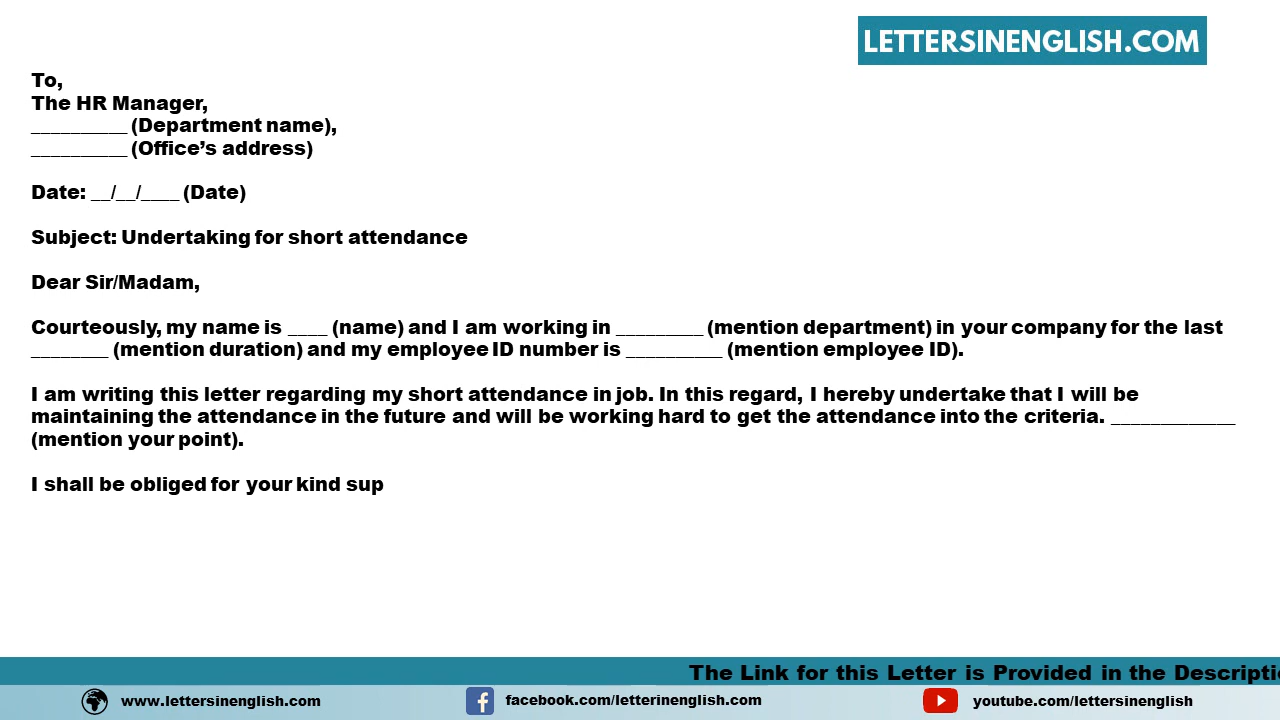 LETTERSINENGLISH.COM
To,
The HR Manager,
__________ (Department name),
__________ (Office’s address)
Date: __/__/____ (Date)
Subject: Undertaking for short attendance
Dear Sir/Madam,
Courteously, my name is ____ (name) and I am working in _________ (mention department) in your company for the last
________ (mention duration) and my employee ID number is __________ (mention employee ID).
I am writing this letter regarding my short attendance in job. In this regard, I hereby undertake that I will be
maintaining the attendance in the future and will be working hard to get the attendance into the criteria. _____________
(mention your point).
I shall be obliged for your kind sup
The Link for this Letter is Provided in the Descripti
www.lettersinenglish.com
facebook.com/letterinenglish.com
youtube.com/lettersinenglish